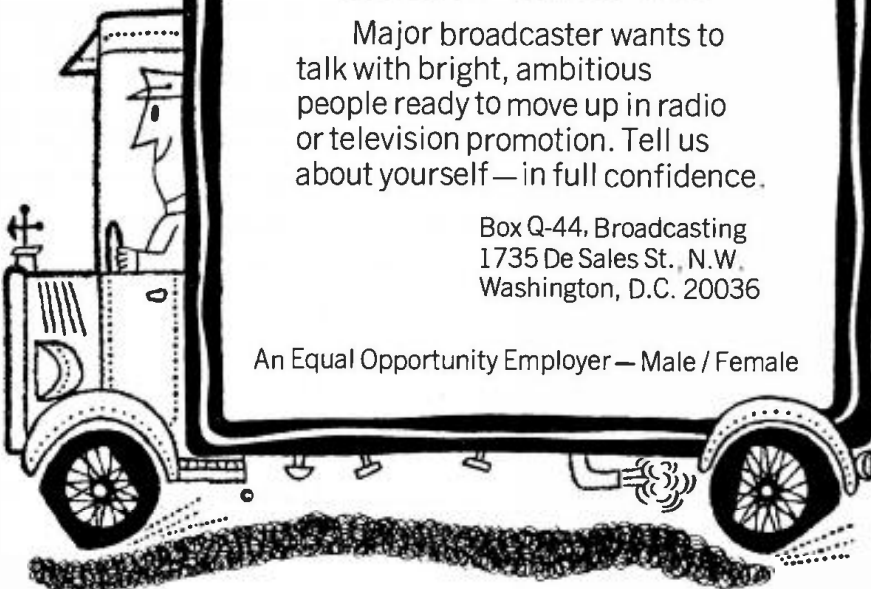 Major broadcaster wants to
talk with bright, ambitious
people ready to move up in radio
or television promotion. Tell us
about yourself—in full confidence.
Box Q-44, Broadcasting
1735 De Sales St., N.W.
Washington, D.C. 20036
An Equal Opportunity Employer—Male / Female